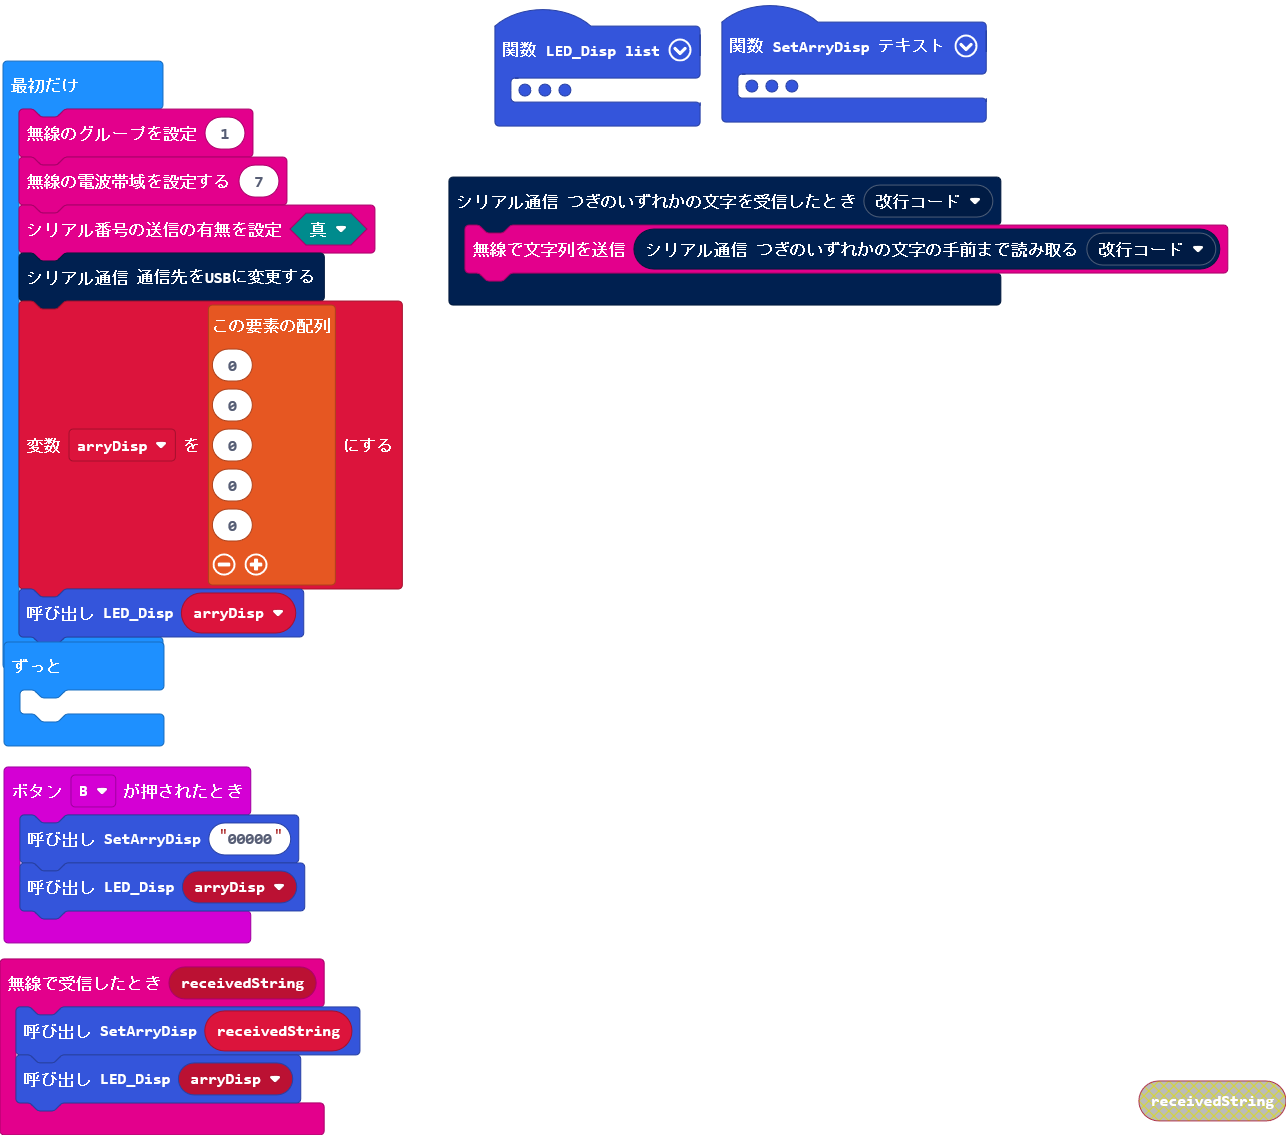 関数 LED_Disp list
関数 SetArryDisp テキスト
最初だけ
無線のグループを設定 1
無線の電波帯域を設定する 7
シリアル番号の送信の有無を設定 真
シリアル通信 通信先をUSBに変更する
変数 arryDisp を この要素の配列 にする
0
0
0
0
0
呼び出し LED_Disp arryDisp
シリアル通信 つぎのいずれかの文字を受信したとき 改行コード
無線で文字列を送信 シリアル通信 つぎのいずれかの文字の手前まで読み取る 改行コード
ずっと
ボタン B が押されたとき
呼び出し SetArryDisp "00000"
呼び出し LED_Disp arryDisp
無線で受信したとき receivedString
呼び出し SetArryDisp receivedString
呼び出し LED_Disp arryDisp
receivedString